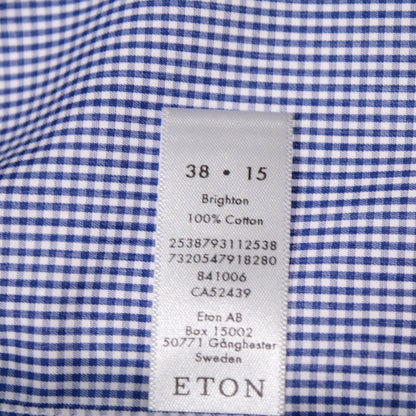 38 • 15
Brighton
100% Cotton
2538793112538
7320547918280
841006
CA52439
Eton AB
Box 15002
50771 Gånghester
Sweden
ETON